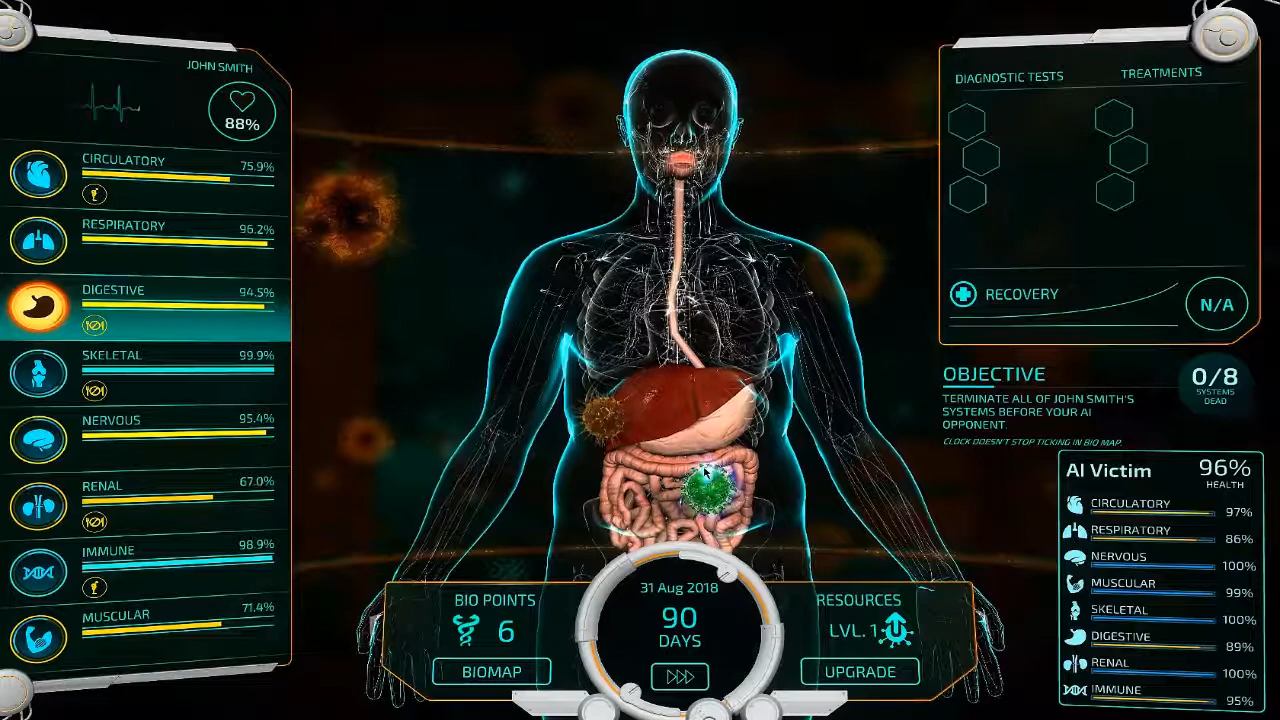 JOHN SMITH
88%
CIRCULATORY 75.9%
RESPIRATORY 96.2%
DIGESTIVE 94.5%
SKELETAL 99.9%
NERVOUS 95.4%
RENAL 67.0%
IMMUNE 98.9%
MUSCULAR 71.4%
BIO POINTS
6
BIOMAP
31 Aug 2018
90
DAYS
RESOURCES
LVL. 1
UPGRADE
DIAGNOSTIC TESTS TREATMENTS
RECOVERY N/A
OBJECTIVE
TERMINATE ALL OF JOHN SMITH'S
SYSTEMS BEFORE YOUR AI
OPPONENT.
CLOCK DOESN'T STOP TICKING IN BIO MAP.
0/8
SYSTEMS
DEAD
AI Victim 96%
HEALTH
CIRCULATORY 97%
RESPIRATORY 86%
NERVOUS 100%
MUSCULAR 99%
SKELETAL 100%
DIGESTIVE 89%
RENAL 100%
IMMUNE 95%